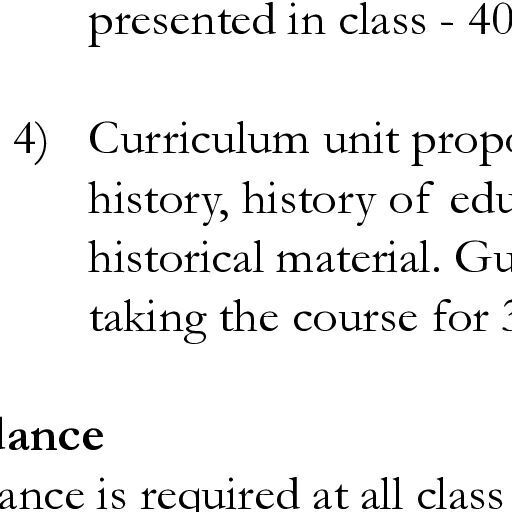 presented in class - 40
4) Curriculum unit propo
history, history of edu
historical material. Gu
taking the course for 3
dance
ance is required at all class